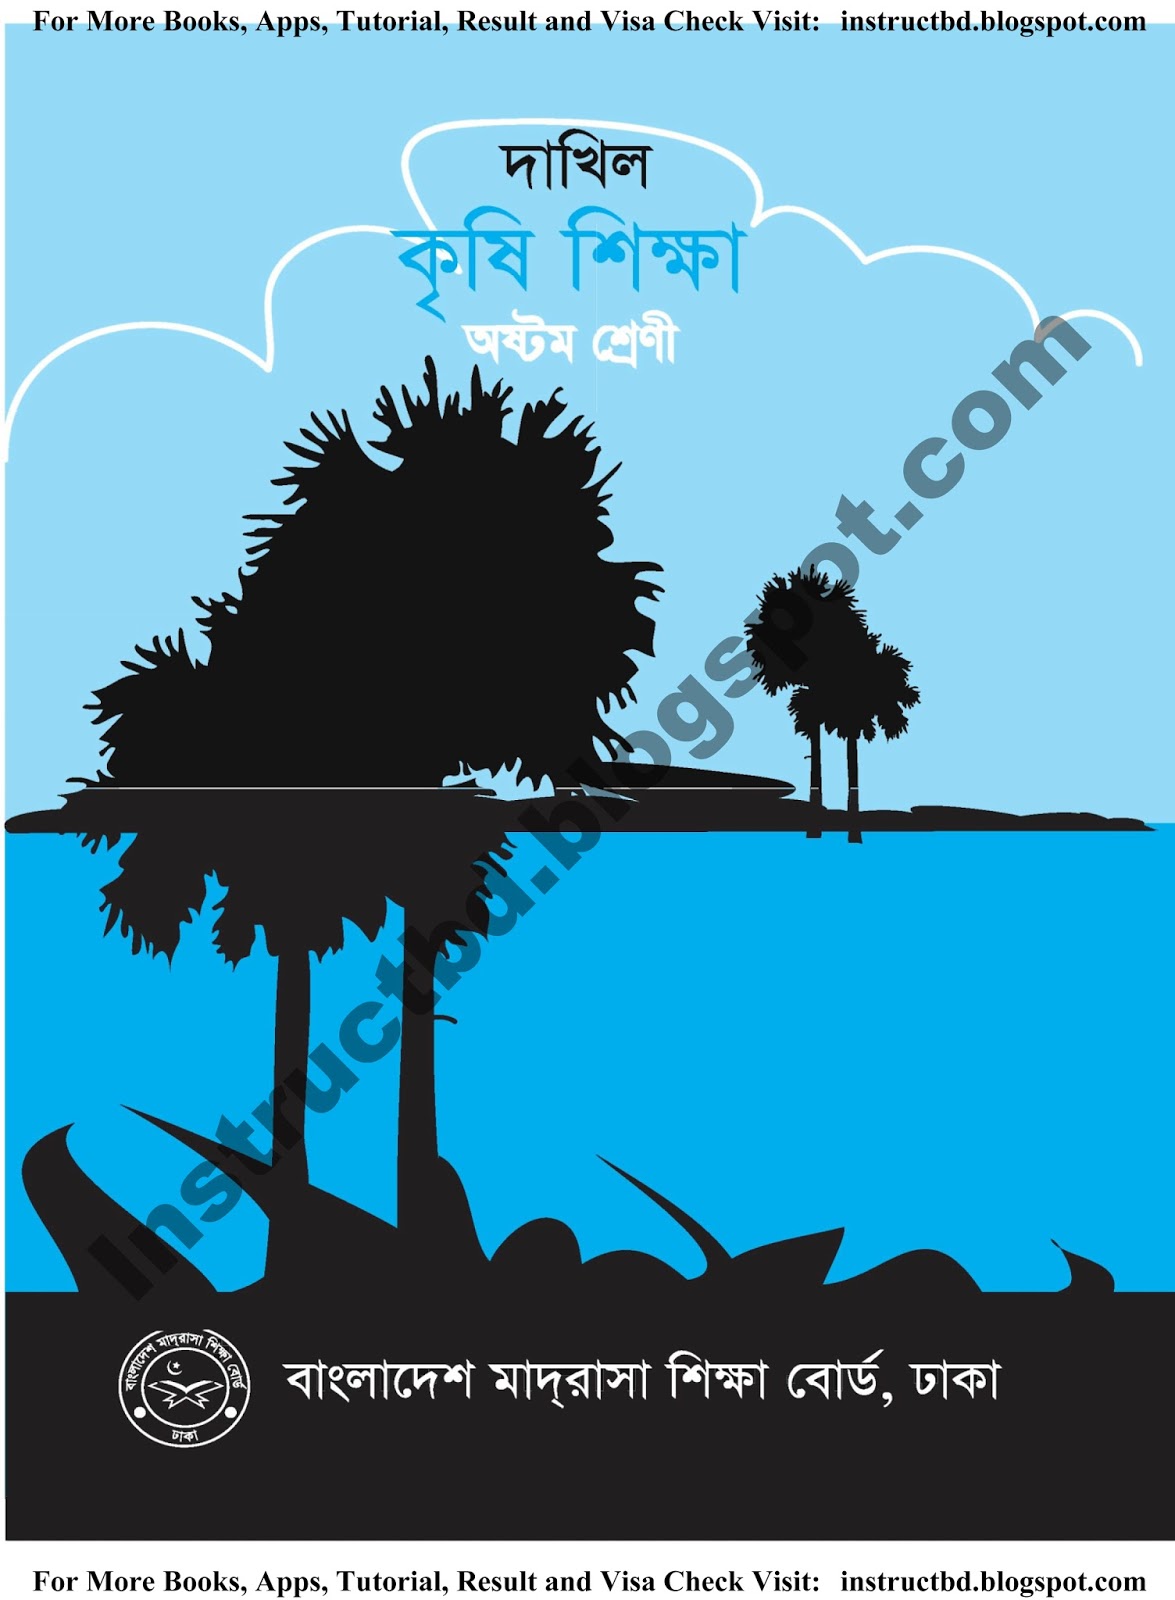 For More Books, Apps, Tutorial, Result and Visa Check Visit: instructbd.blogspot.com
দাখিল
কৃষি শিক্ষা
অষ্টম শ্রেণী
Instructbd.blogspot.com
বাংলাদেশ মাদ্‌রাসা শিক্ষা বোর্ড
ঢাকা
বাংলাদেশ মাদ্‌রাসা শিক্ষা বোর্ড, ঢাকা
For More Books, Apps, Tutorial, Result and Visa Check Visit: instructbd.blogspot.com